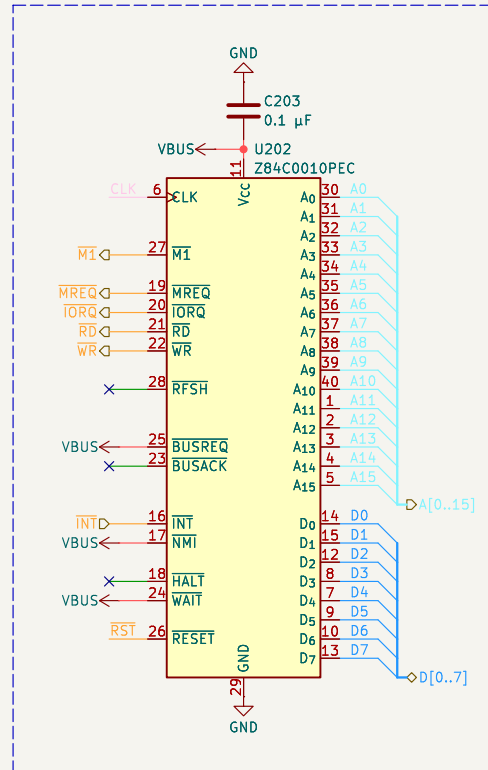 GND
C203
0.1 µF
VBUS
U202
Z84C0010PEC
11
VCC
CLK 6 CLK A0 30 A0
A1 31 A1
A2 32 A2
M1 27 M1 A3 33 A3
A4 34 A4
MREQ 19 MREQ A5 35 A5
IORQ 20 IORQ A6 36 A6
RD 21 RD A7 37 A7
WR 22 WR A8 38 A8
A9 39 A9
28 RFSH A10 40 A10
A11 1 A11
A12 2 A12
VBUS 25 BUSREQ A13 3 A13
23 BUSACK A14 4 A14
A15 5 A15
A[0..15]
INT 16 INT D0 14 D0
VBUS 17 NMI D1 15 D1
D2 12 D2
18 HALT D3 8 D3
VBUS 24 WAIT D4 7 D4
D5 9 D5
RST 26 RESET D6 10 D6
D7 13 D7
D[0..7]
GND
29
GND